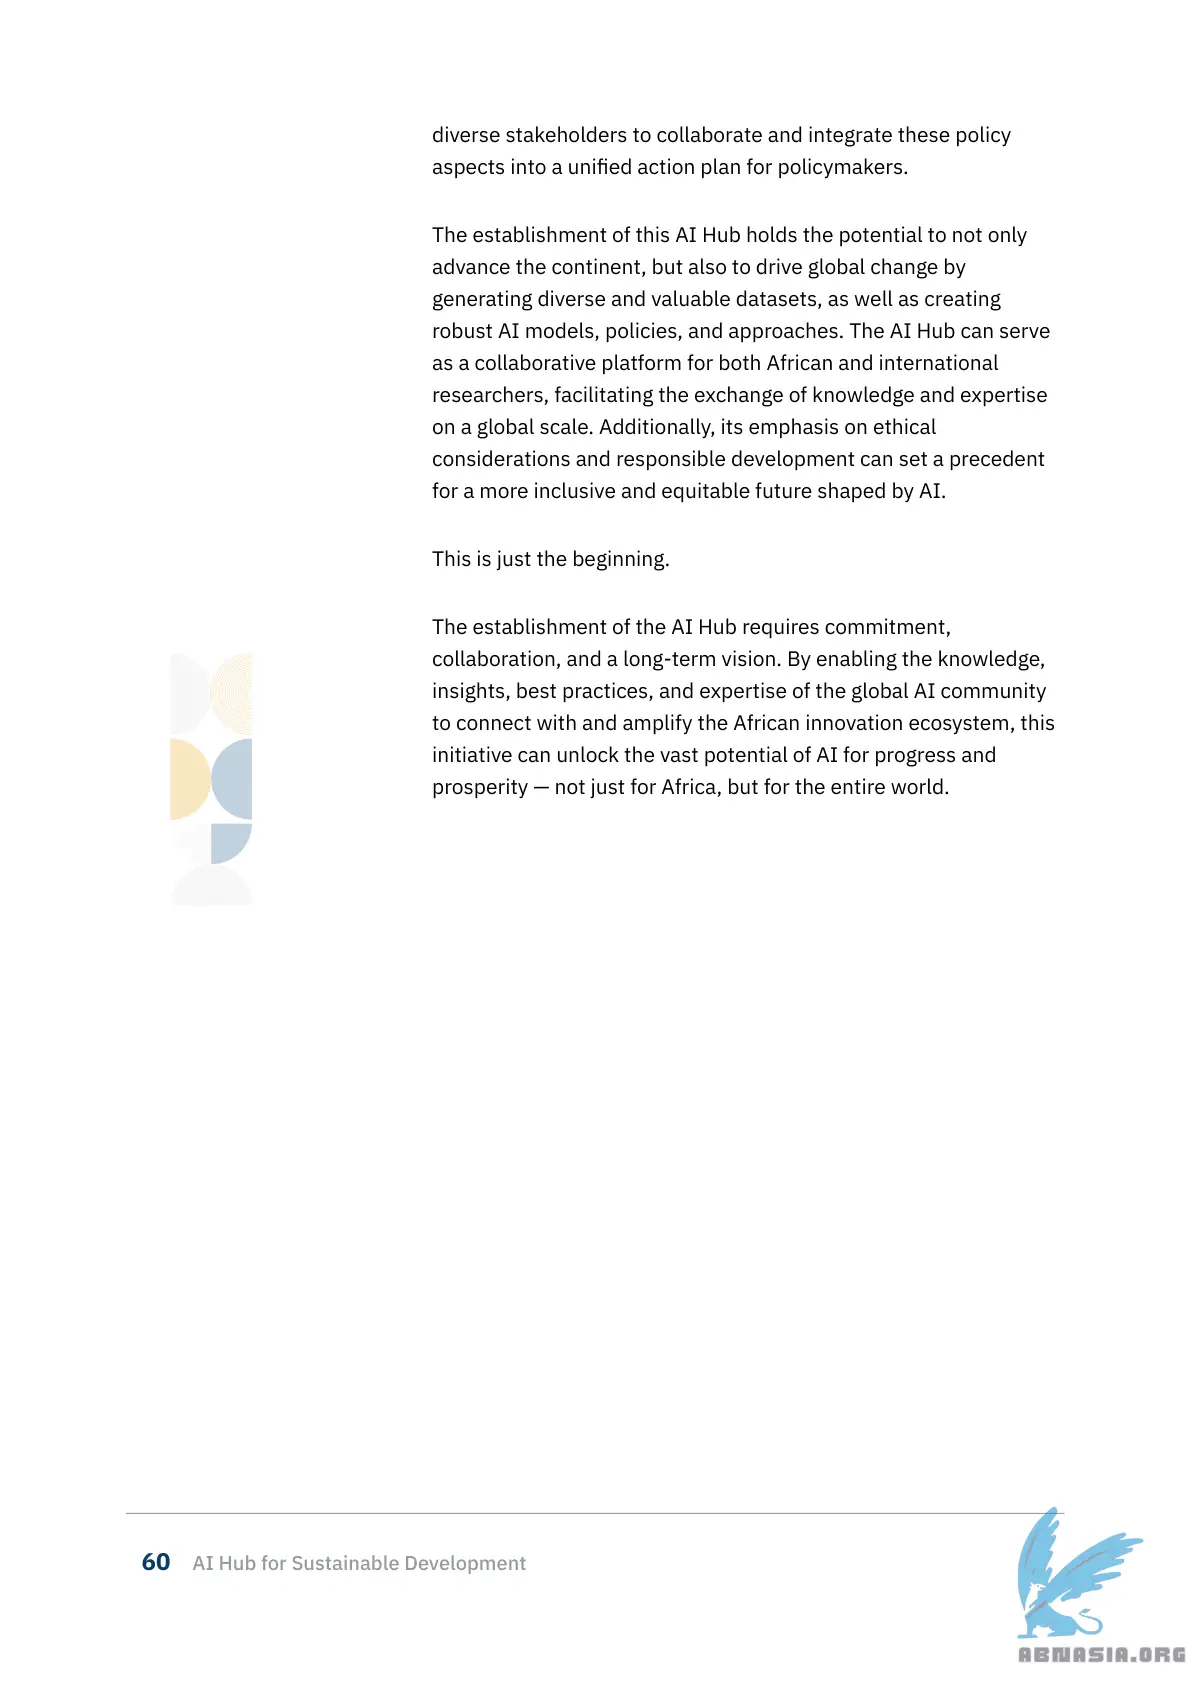 diverse stakeholders to collaborate and integrate these policy
aspects into a unified action plan for policymakers.
The establishment of this AI Hub holds the potential to not only
advance the continent, but also to drive global change by
generating diverse and valuable datasets, as well as creating
robust AI models, policies, and approaches. The AI Hub can serve
as a collaborative platform for both African and international
researchers, facilitating the exchange of knowledge and expertise
on a global scale. Additionally, its emphasis on ethical
considerations and responsible development can set a precedent
for a more inclusive and equitable future shaped by AI.
This is just the beginning.
The establishment of the AI Hub requires commitment,
collaboration, and a long-term vision. By enabling the knowledge,
insights, best practices, and expertise of the global AI community
to connect with and amplify the African innovation ecosystem, this
initiative can unlock the vast potential of AI for progress and
prosperity — not just for Africa, but for the entire world.
60 AI Hub for Sustainable Development
ABNASIA.ORG